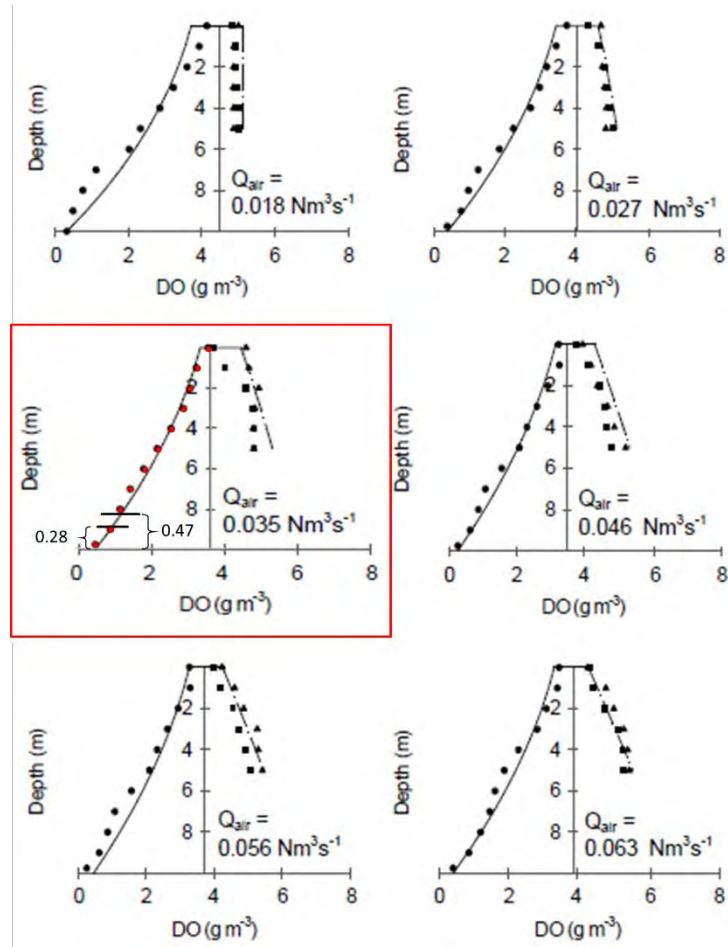 2
2
Depth (m)
Depth (m)
4
4
6
6
Qair =
Qair =
8
8
0.018 Nm³s⁻¹
0.027 Nm³s⁻¹
0 2 4 6 8
0 2 4 6 8
DO (g m⁻³)
DO (g m⁻³)
2
2
Depth (m)
Depth (m)
4
4
6
6
Qair =
Qair =
8
8
0.28
0.47
0.035 Nm³s⁻¹
0.046 Nm³s⁻¹
0 2 4 6 8
0 2 4 6 8
DO (g m⁻³)
DO (g m⁻³)
2
2
Depth (m)
Depth (m)
4
4
6
6
Qair =
Qair =
8
8
0.056 Nm³s⁻¹
0.063 Nm³s⁻¹
0 2 4 6 8
0 2 4 6 8
DO (g m⁻³)
DO (g m⁻³)